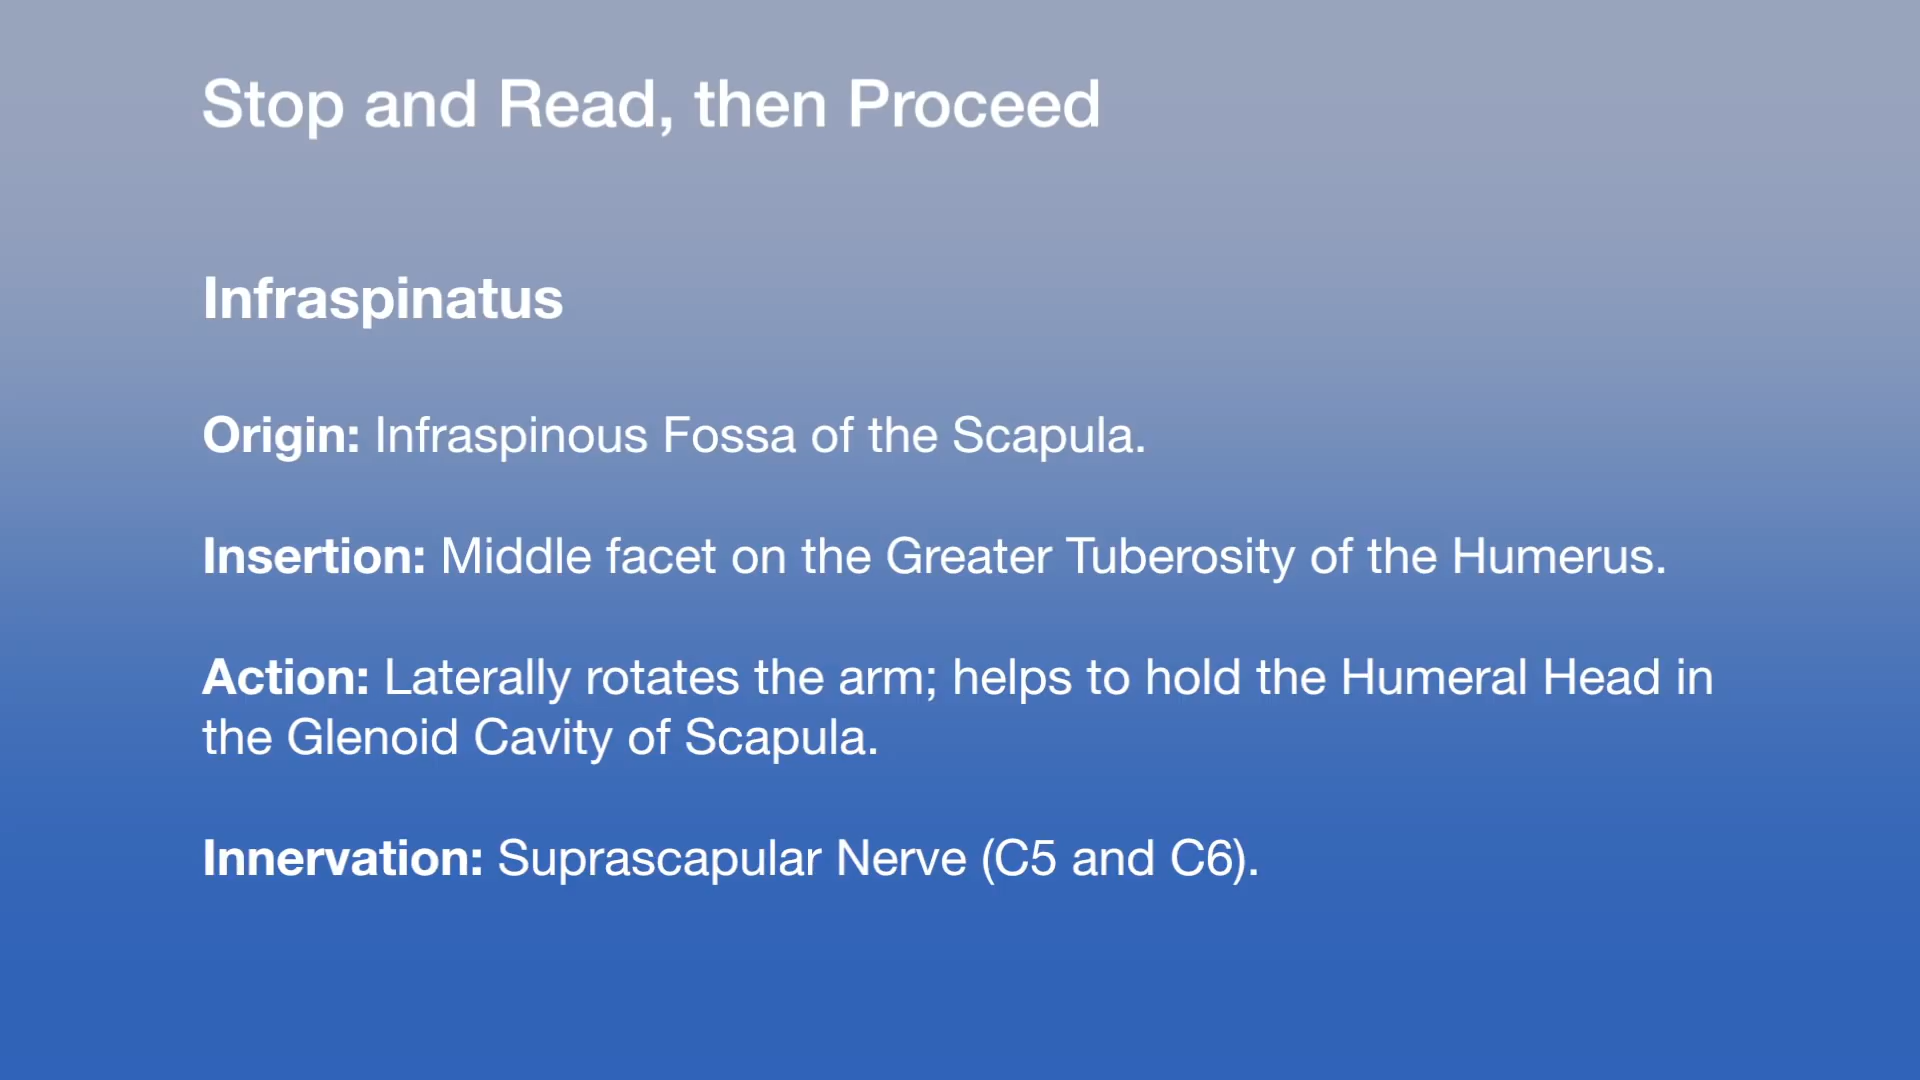 Stop and Read, then Proceed
Infraspinatus
Origin: Infraspinous Fossa of the Scapula.
Insertion: Middle facet on the Greater Tuberosity of the Humerus.
Action: Laterally rotates the arm; helps to hold the Humeral Head in
the Glenoid Cavity of Scapula.
Innervation: Suprascapular Nerve (C5 and C6).